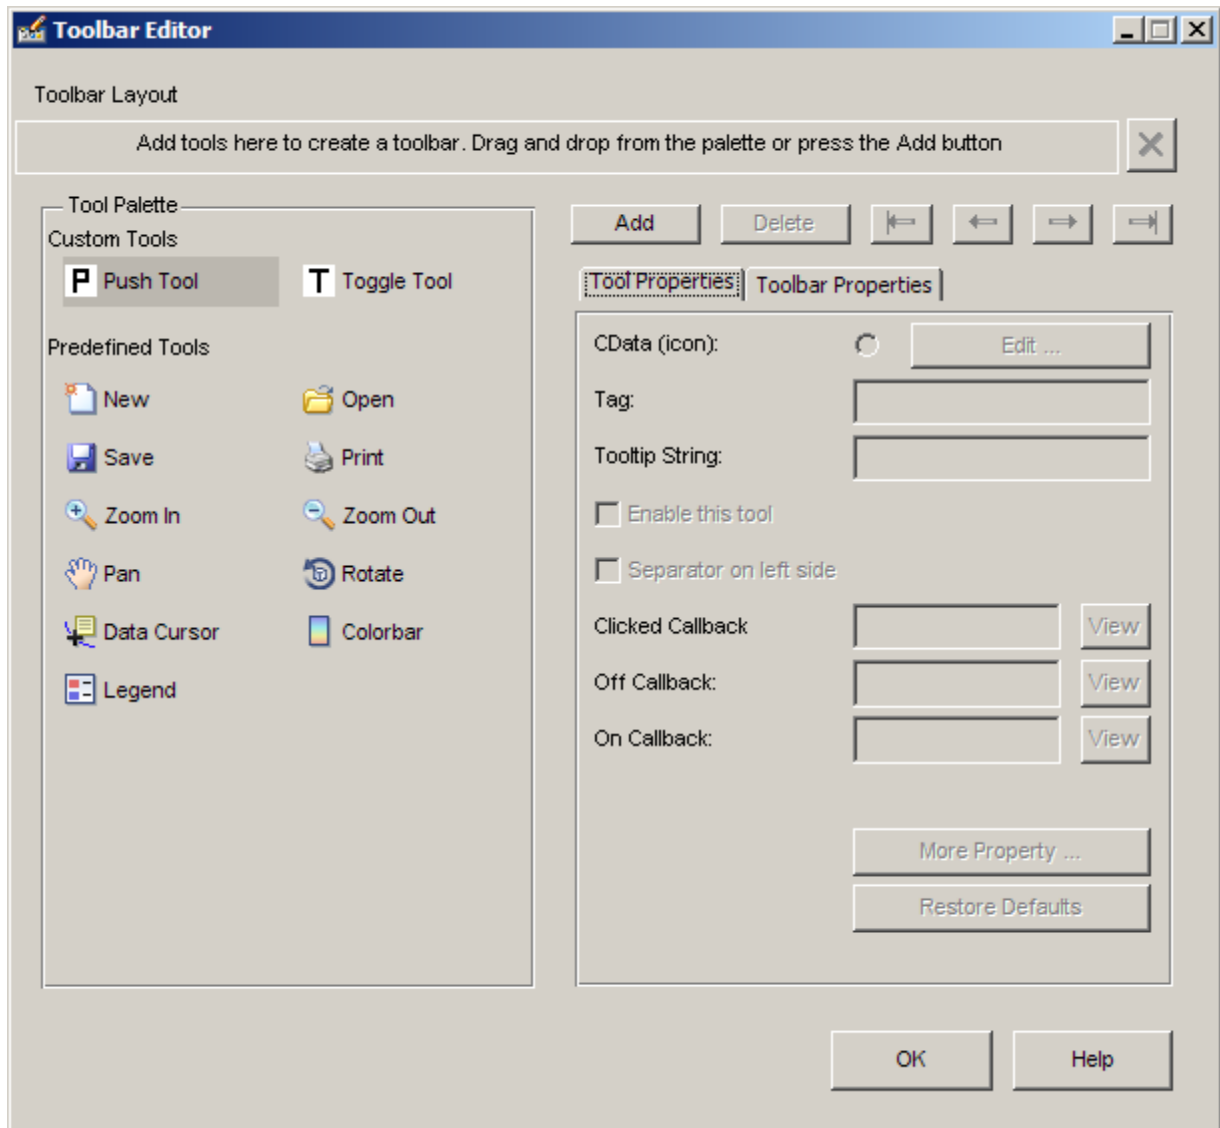 Toolbar Editor
Toolbar Layout
Add tools here to create a toolbar. Drag and drop from the palette or press the Add button
Tool Palette
Custom Tools
P Push Tool
T Toggle Tool
Predefined Tools
New
Open
Save
Print
Zoom In
Zoom Out
Pan
Rotate
Data Cursor
Colorbar
Legend
Add
Delete
Tool Properties
Toolbar Properties
CData (icon):
Edit ...
Tag:
Tooltip String:
Enable this tool
Separator on left side
Clicked Callback
View
Off Callback:
View
On Callback:
View
More Property ...
Restore Defaults
OK
Help